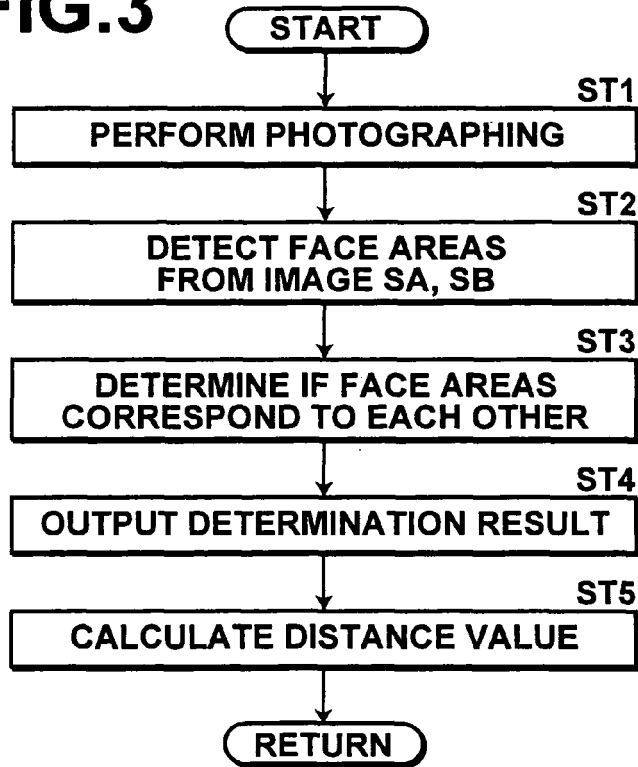 FIG.3
START
ST1
PERFORM PHOTOGRAPHING
ST2
DETECT FACE AREAS
FROM IMAGE SA, SB
ST3
DETERMINE IF FACE AREAS
CORRESPOND TO EACH OTHER
ST4
OUTPUT DETERMINATION RESULT
ST5
CALCULATE DISTANCE VALUE
RETURN